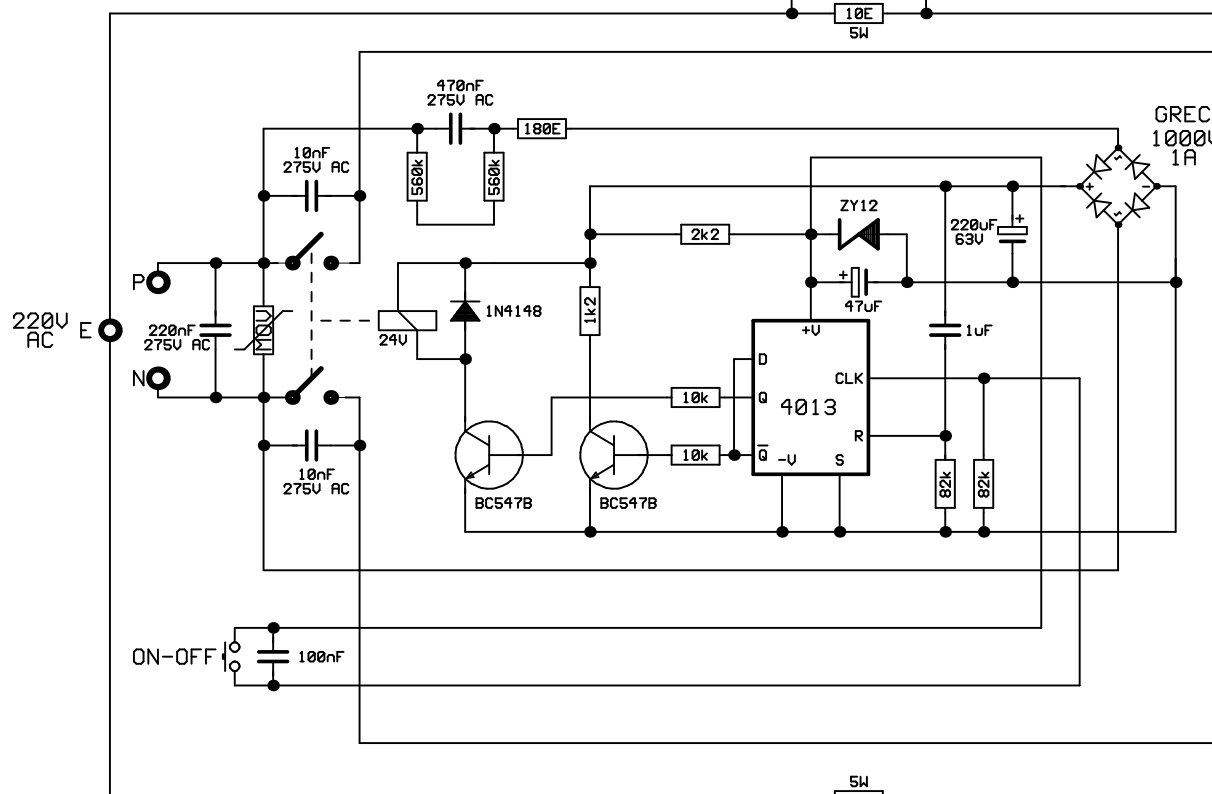 10E
5W
470nF
275V AC
180E
GREC
1000V
1A
10nF
275V AC
560k
560k
ZY12
220uF
63V
+
2k2
+
-
~
~
P
+
47uF
1N4148
1k2
220V
AC
E
220nF
275V AC
MOV
24V
+V
1uF
N
D
CLK
10k
Q
4013
R
10k
Q
-V
S
10nF
275V AC
BC547B
BC547B
82k
82k
ON-OFF
100nF
5W